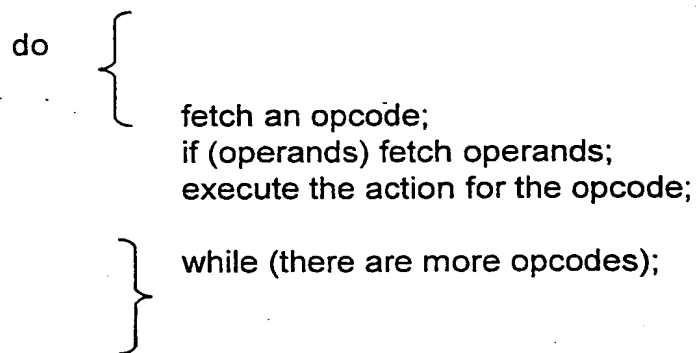 do {
fetch an opcode;
if (operands) fetch operands;
execute the action for the opcode;
} while (there are more opcodes);